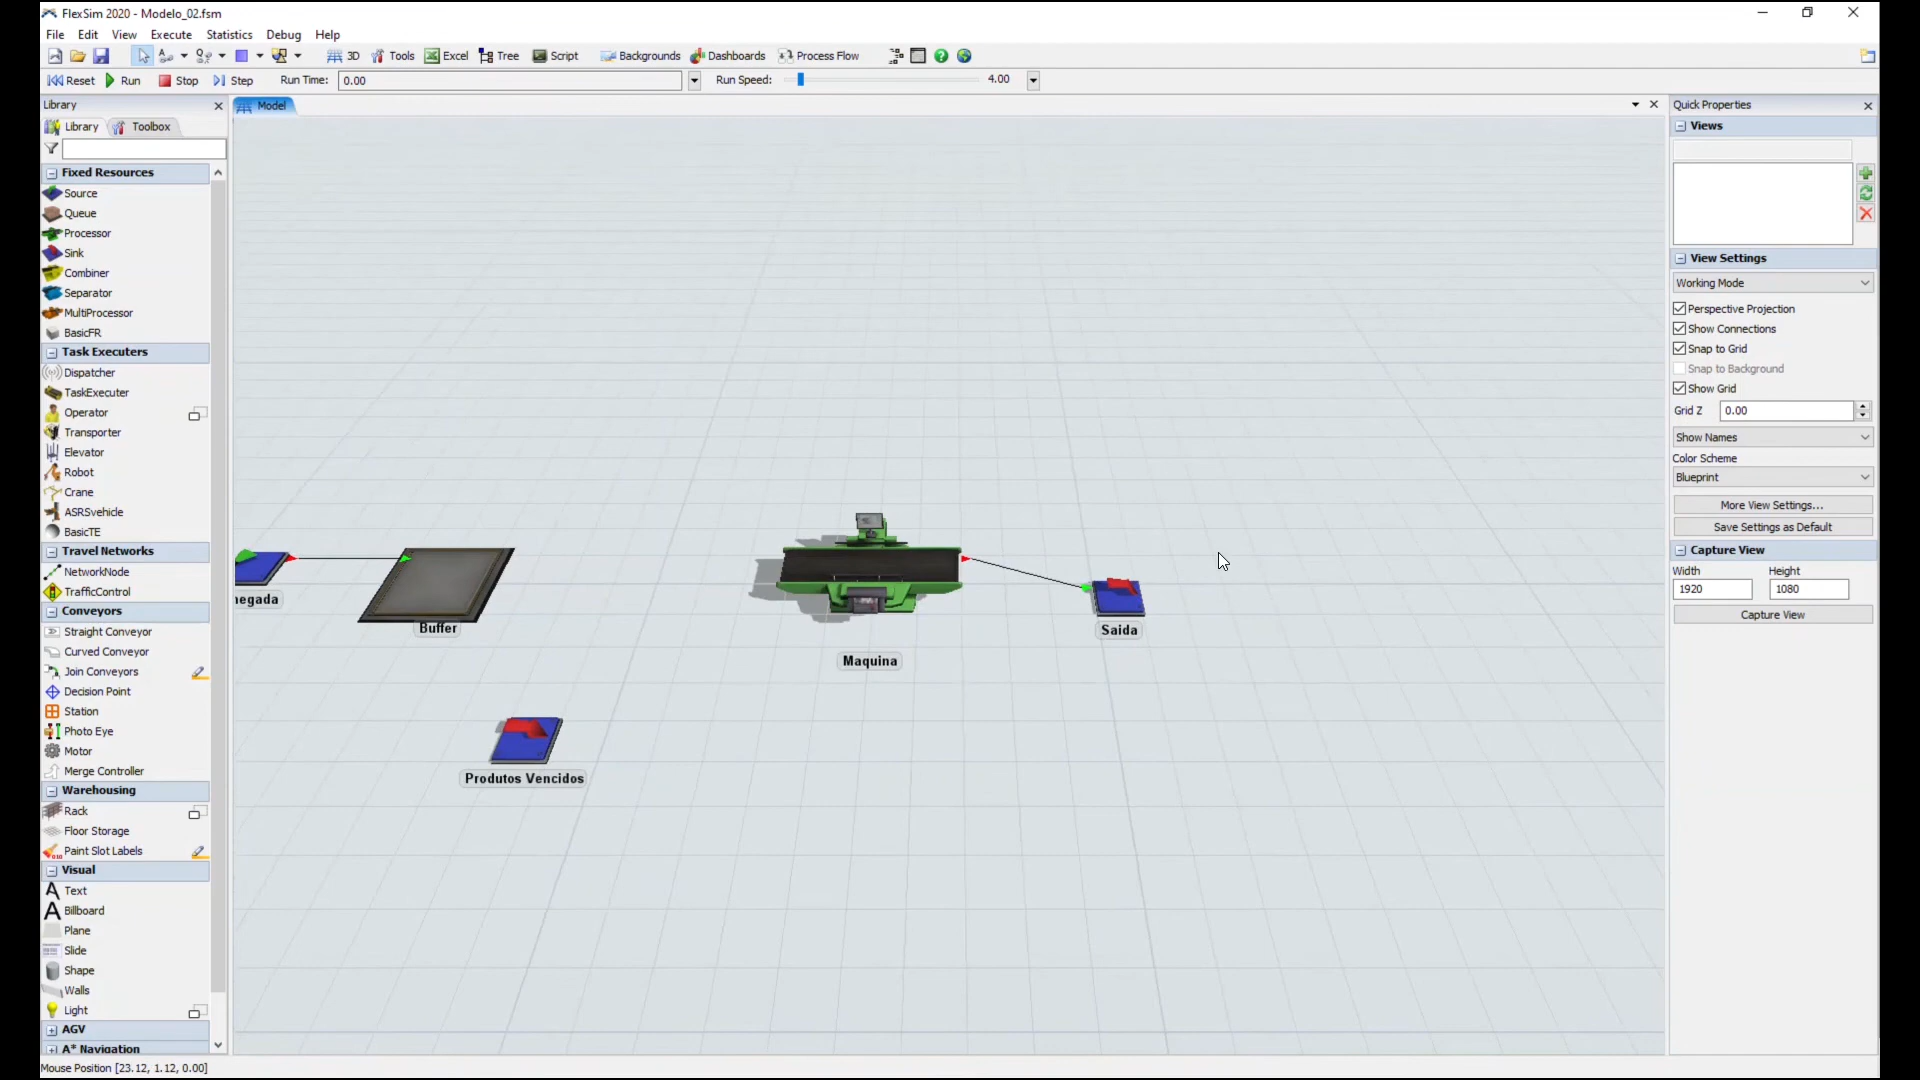 FlexSim 2020 - Modelo_02.fsm
File Edit View Execute Statistics Debug Help
3D Tools Excel Tree Script Backgrounds Dashboards Process Flow
Reset Run Stop Step Run Time: 0.00 Run Speed: 4.00
Library
Library Toolbox
Fixed Resources
Source
Queue
Processor
Sink
Combiner
Separator
MultiProcessor
BasicFR
Task Executers
Dispatcher
TaskExecuter
Operator
Transporter
Elevator
Robot
Crane
ASRSvehicle
BasicTE
Travel Networks
NetworkNode
TrafficControl
Conveyors
Straight Conveyor
Curved Conveyor
Join Conveyors
Decision Point
Station
Photo Eye
Motor
Merge Controller
Warehousing
Rack
Floor Storage
Paint Slot Labels
Visual
Text
Billboard
Plane
Slide
Shape
Walls
Light
AGV
A* Navigation
Model
negada
Buffer
Maquina
Saida
Produtos Vencidos
Quick Properties
Views
View Settings
Working Mode
Perspective Projection
Show Connections
Snap to Grid
Snap to Background
Show Grid
Grid Z 0.00
Show Names
Color Scheme
Blueprint
More View Settings...
Save Settings as Default
Capture View
Width Height
1920 1080
Capture View
Mouse Position [23.12, 1.12, 0.00]